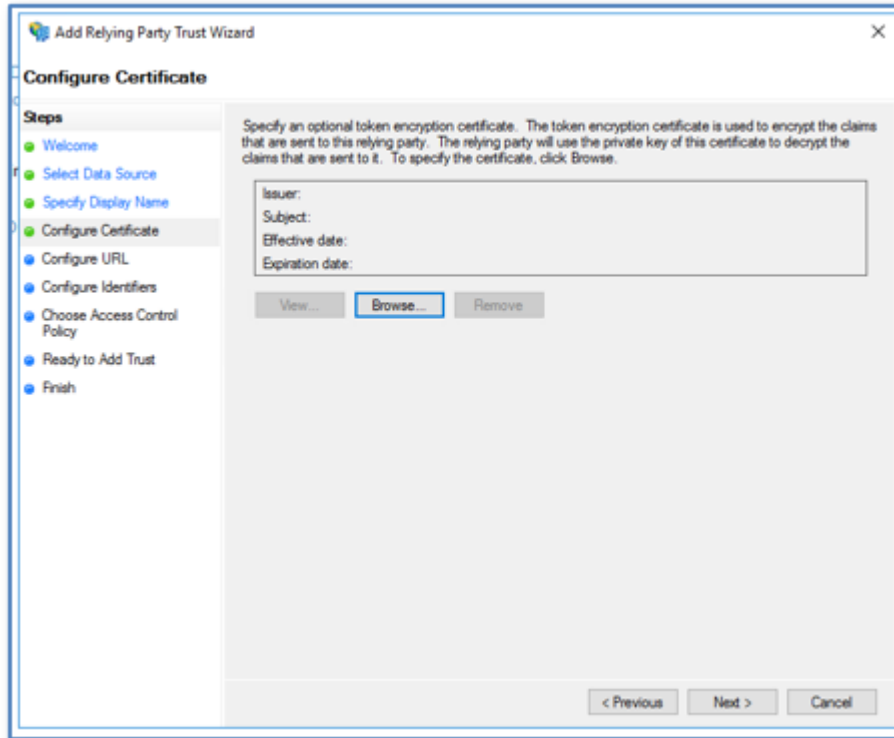 Add Relying Party Trust Wizard
Configure Certificate
Steps
Welcome
Select Data Source
Specify Display Name
Configure Certificate
Configure URL
Configure Identifiers
Choose Access Control
Policy
Ready to Add Trust
Finish
Specify an optional token encryption certificate. The token encryption certificate is used to encrypt the claims
that are sent to this relying party. The relying party will use the private key of this certificate to decrypt the
claims that are sent to it. To specify the certificate, click Browse.
Issuer:
Subject:
Effective date:
Expiration date:
View... Browse... Remove
< Previous Next > Cancel